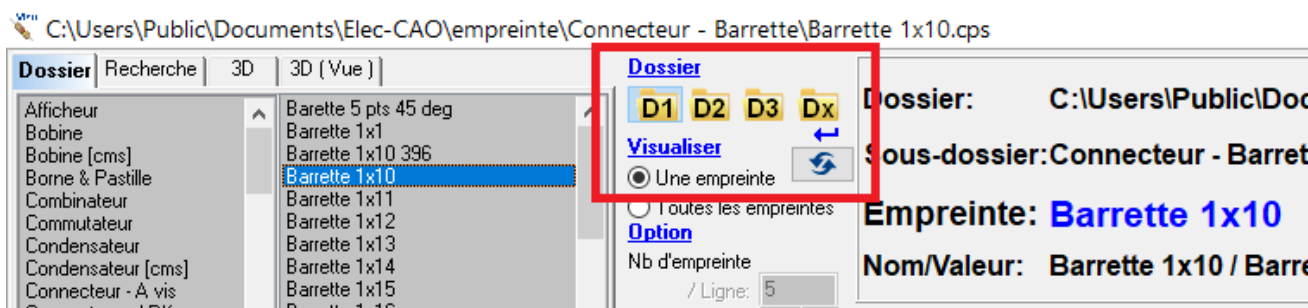 C:\Users\Public\Documents\Elec-CAO\empreinte\Connecteur - Barrette\Barrette 1x10.cps
Dossier Recherche 3D 3D ( Vue )
Afficheur
Bobine
Bobine [cms]
Borne & Pastille
Combinateur
Commutateur
Condensateur
Condensateur [cms]
Connecteur - A vis
Barette 5 pts 45 deg
Barrette 1x1
Barrette 1x10 396
Barrette 1x10
Barrette 1x11
Barrette 1x12
Barrette 1x13
Barrette 1x14
Barrette 1x15
Dossier
D1 D2 D3 Dx
Visualiser
Une empreinte
Toutes les empreintes
Option
Nb d'empreinte
/ Ligne: 5
Dossier: C:\Users\Public\Doc
Sous-dossier:Connecteur - Barret
Empreinte: Barrette 1x10
Nom/Valeur: Barrette 1x10 / Barre